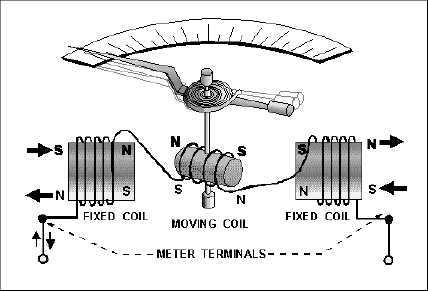 S N N S S N
N S S N N S
FIXED COIL MOVING COIL FIXED COIL
METER TERMINALS